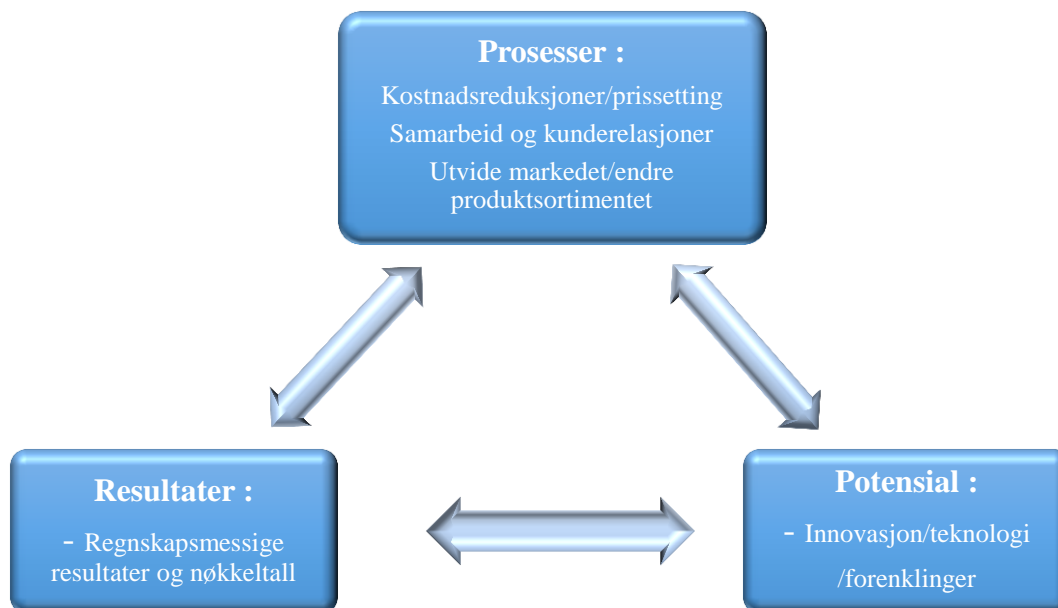 Prosesser :
Kostnadsreduksjoner/prissetting
Samarbeid og kunderelasjoner
Utvide markedet/endre
produktsortimentet
Resultater :
- Regnskapsmessige
resultater og nøkkeltall
Potensial :
- Innovasjon/teknologi
/forenklinger